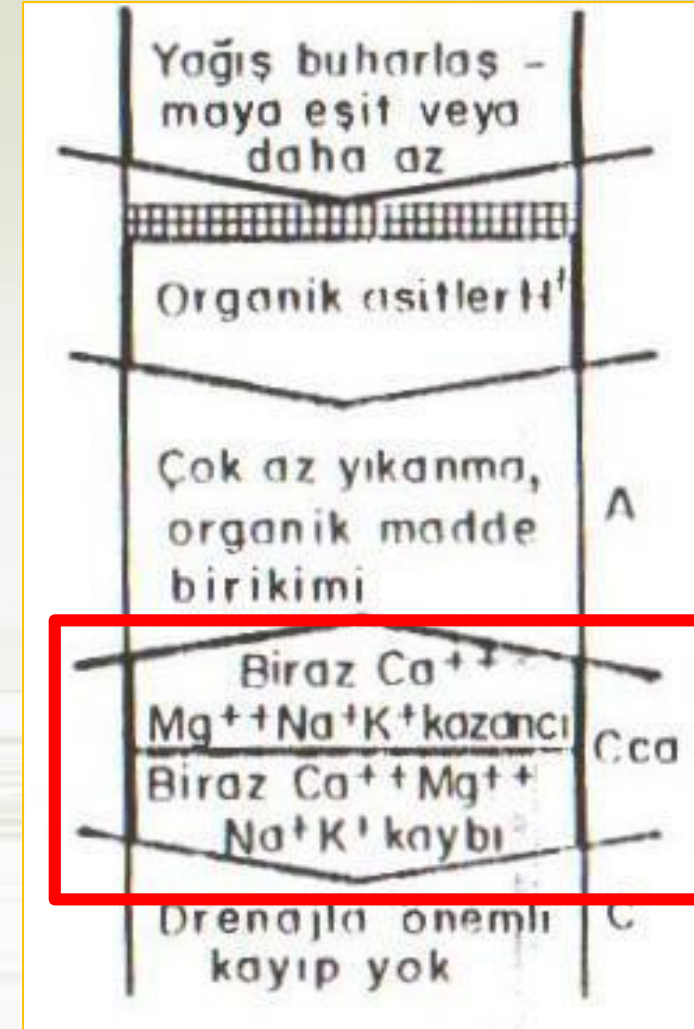 Yağış buharlaş -
maya eşit veya
daha az
Organik asitler H⁺
Çok az yıkanma,
organik madde
birikimi
A
Biraz Ca⁺⁺
Mg⁺⁺Na⁺K⁺kazancı
Cca
Biraz Ca⁺⁺Mg⁺⁺
Na⁺K⁺ kaybı
Drenajla önemli
C
kayıp yok